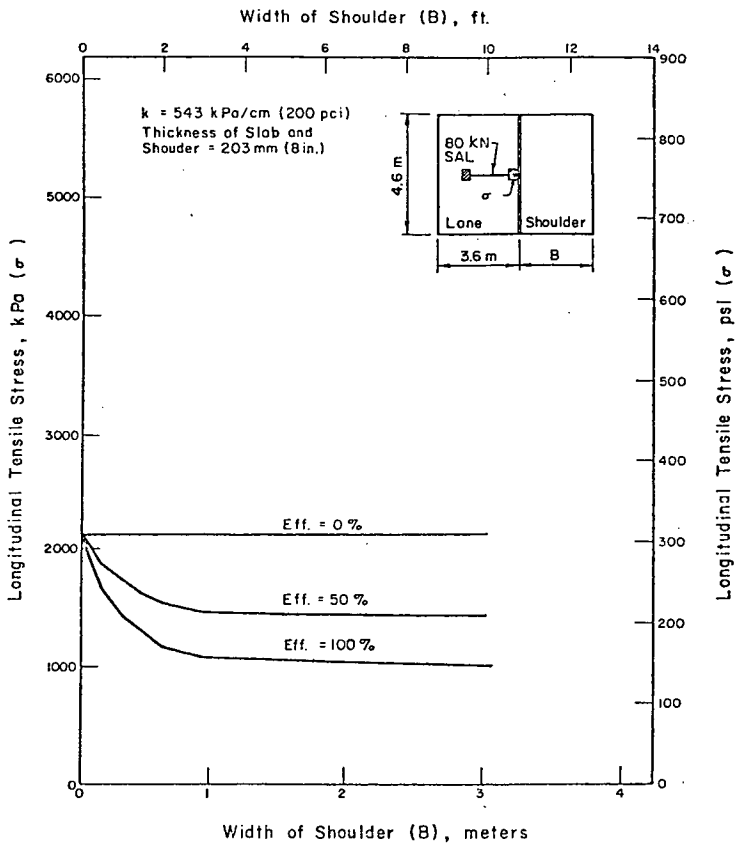 Width of Shoulder (B), ft.
0 2 4 6 8 10 12 14
6000
5000
4000
3000
2000
1000
0
900
800
700
600
500
400
300
200
100
0
k = 543 kPa/cm (200 pci)
Thickness of Slab and
Shouder = 203 mm (8in.)
80 kN
SAL
σ
4.6 m
Lane
Shoulder
3.6 m
B
Eff. = 0 %
Eff. = 50 %
Eff. = 100 %
Longitudinal Tensile Stress, kPa (σ)
Longitudinal Tensile Stress, psi (σ)
0 1 2 3 4
Width of Shoulder (B), meters